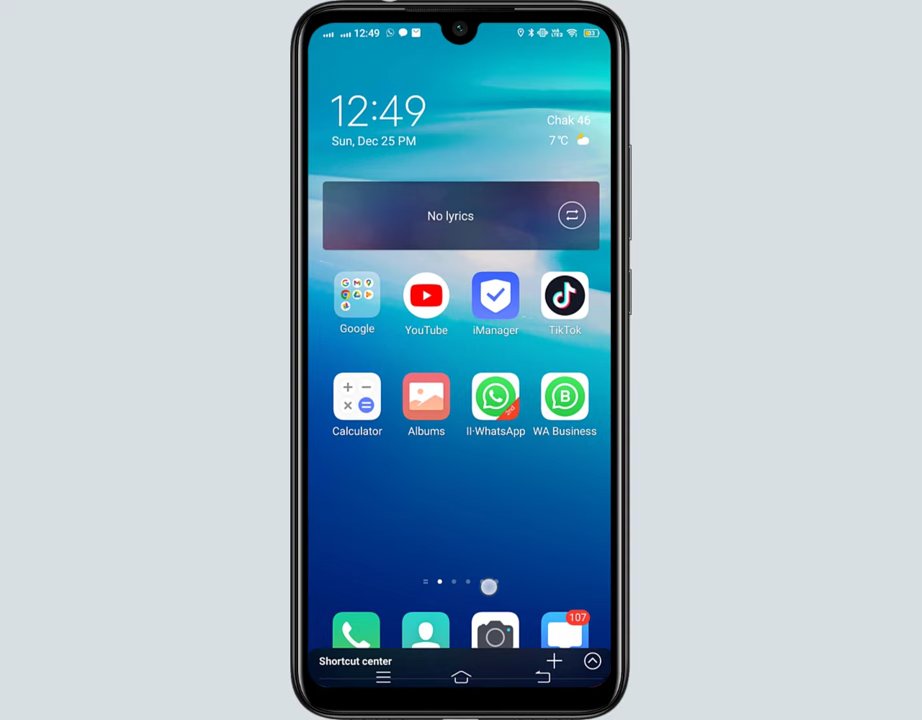 12:49
12:49
Sun, Dec 25 PM
Chak 46
7°C
No lyrics
Google
YouTube
iManager
TikTok
2nd
B
Calculator
Albums
II·WhatsApp
WA Business
107
Shortcut center